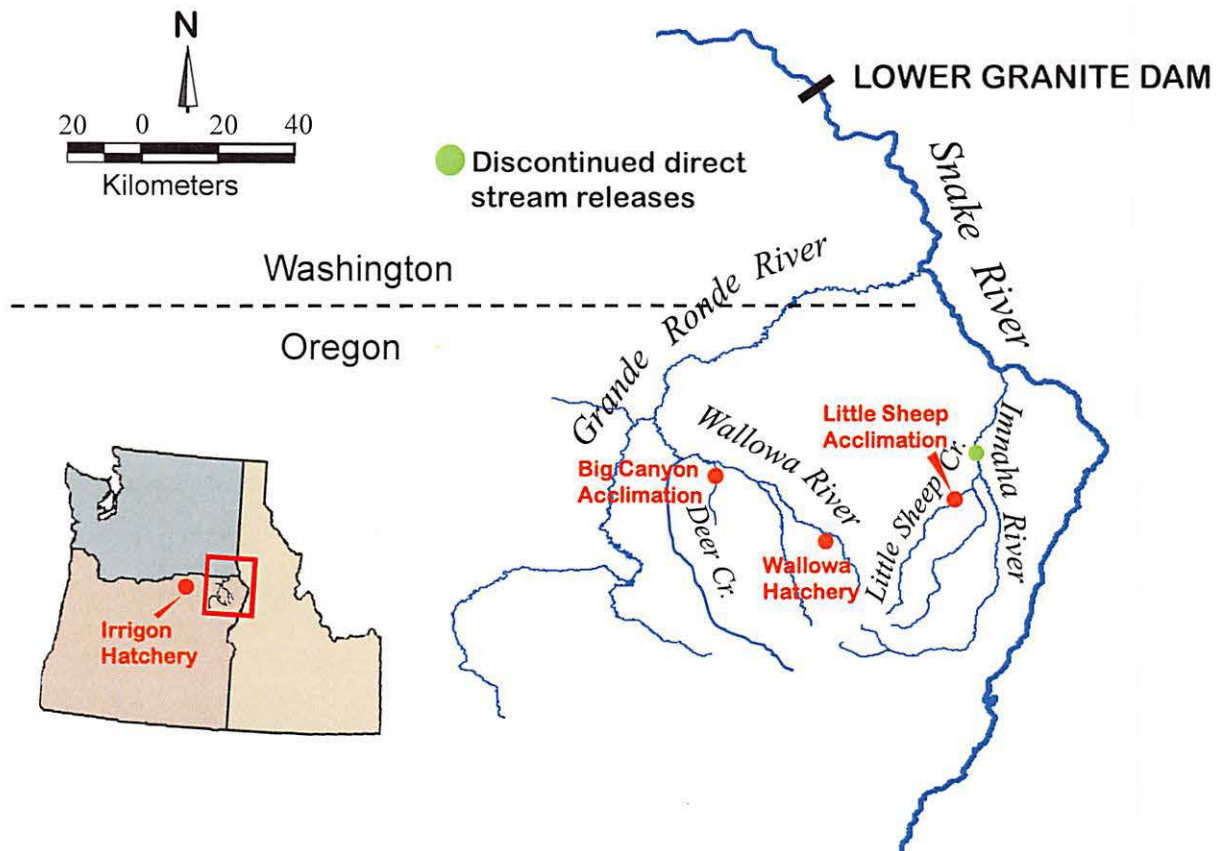 N
20 0 20 40
Kilometers
LOWER GRANITE DAM
Discontinued direct
stream releases
Snake River
Washington
Grande Ronde River
Oregon
Wallowa River
Little Sheep
Acclimation
Imnaha River
Big Canyon
Acclimation
Little Sheep Cr.
Deer Cr.
Wallowa
Hatchery
Irrigon
Hatchery